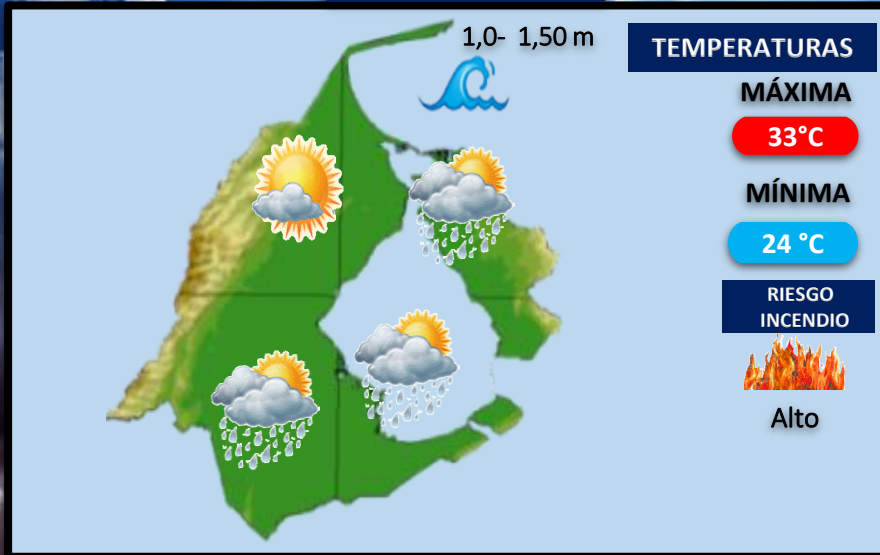 1,0- 1,50 m
TEMPERATURAS
MÁXIMA
33°C
MÍNIMA
24 °C
RIESGO
INCENDIO
Alto